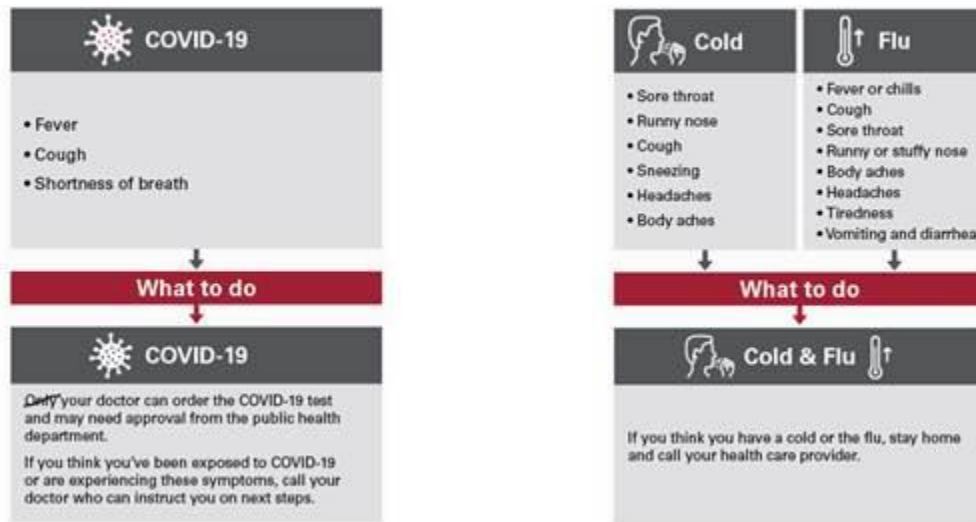 COVID-19
• Fever
• Cough
• Shortness of breath
What to do
COVID-19
Only your doctor can order the COVID-19 test
and may need approval from the public health
department.
If you think you've been exposed to COVID-19
or are experiencing these symptoms, call your
doctor who can instruct you on next steps.
Cold
• Sore throat
• Runny nose
• Cough
• Sneezing
• Headaches
• Body aches
Flu
• Fever or chills
• Cough
• Sore throat
• Runny or stuffy nose
• Body aches
• Headaches
• Tiredness
• Vomiting and diarrhea
What to do
Cold & Flu
If you think you have a cold or the flu, stay home
and call your health care provider.